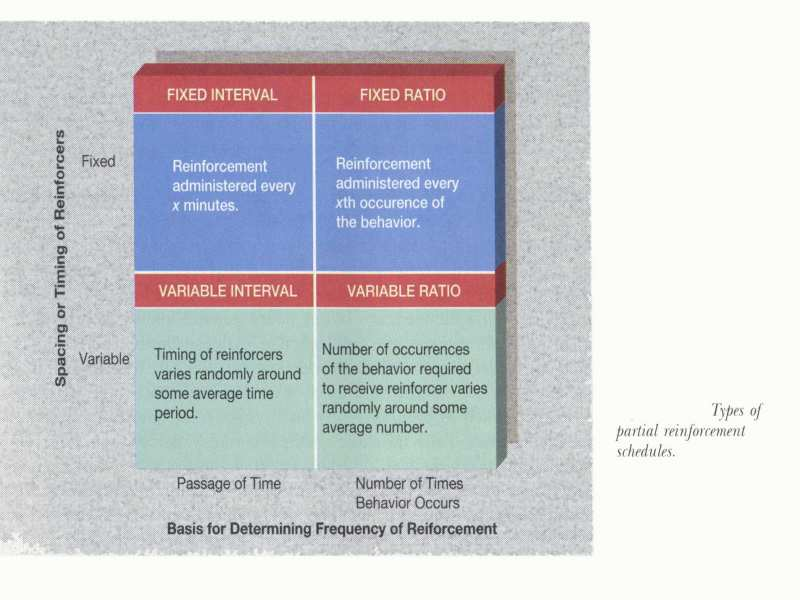 FIXED INTERVAL
FIXED RATIO
Spacing or Timing of Reinforcers
Fixed
Reinforcement
administered every
x minutes.
Reinforcement
administered every
xth occurence of
the behavior.
VARIABLE INTERVAL
VARIABLE RATIO
Variable
Timing of reinforcers
varies randomly around
some average time
period.
Number of occurrences
of the behavior required
to receive reinforcer varies
randomly around some
average number.
Types of
partial reinforcement
schedules.
Passage of Time
Number of Times
Behavior Occurs
Basis for Determining Frequency of Reiforcement